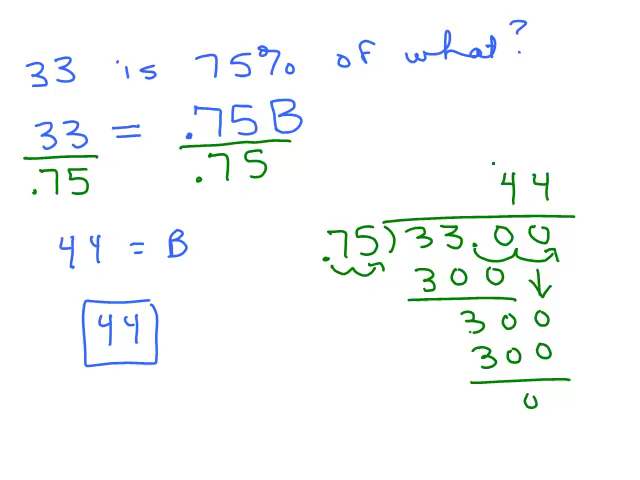 33 is 75% of what?
33 = .75B
.75 .75
44 = B
44
44
.75)33.00
300
300
300
0